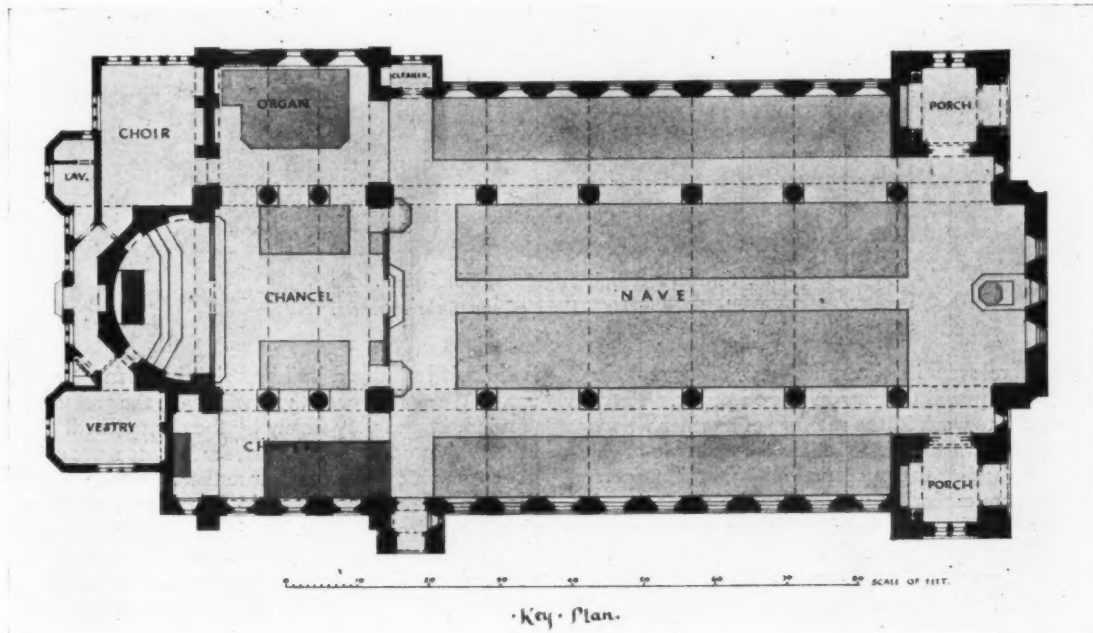 CLEANER.
ORGAN
PORCH
CHOIR
LAV.
CHANCEL
NAVE
VESTRY
PORCH
0 10 20 30 40 50 60 70 80 SCALE OF FEET.
·Key· Plan.